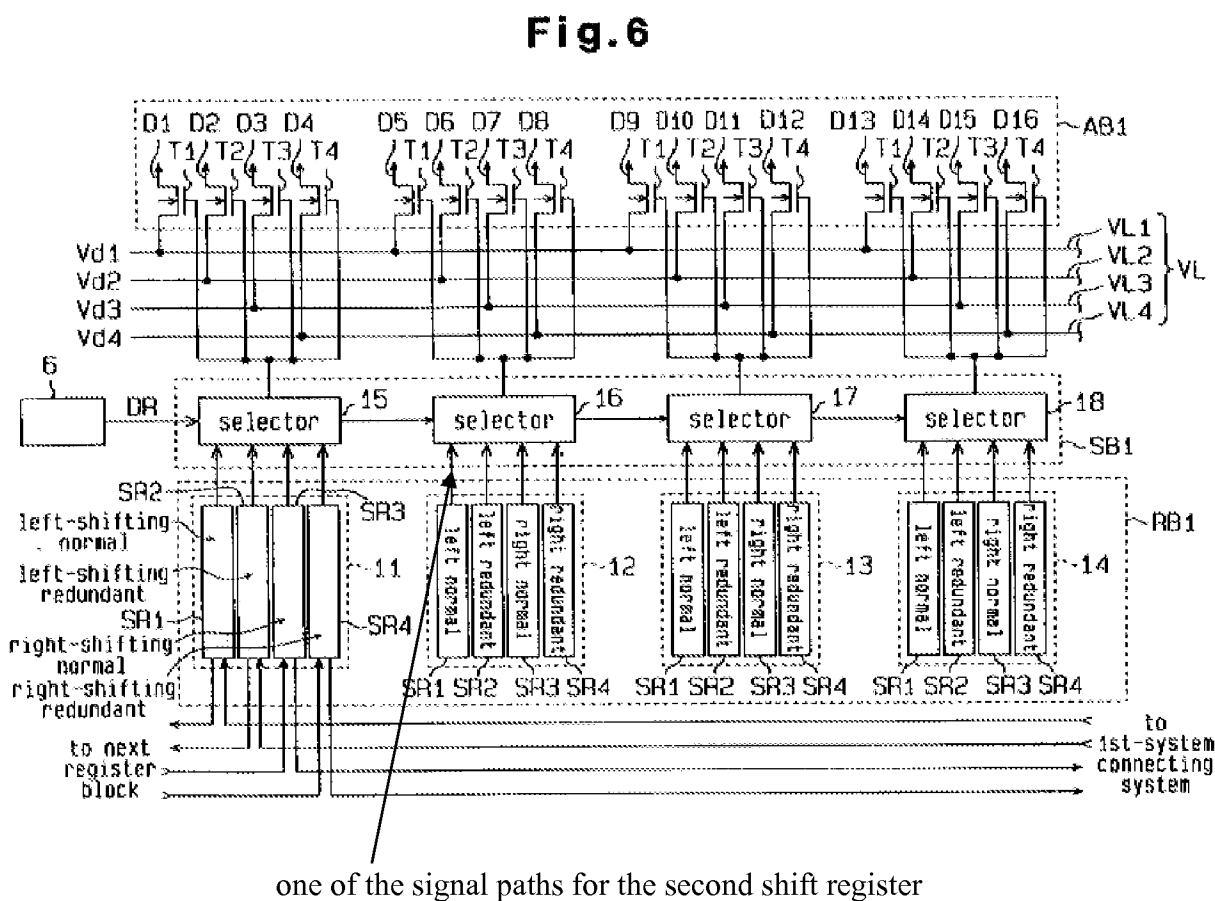 Fig.6
D1 D2 D3 D4 D5 D6 D7 D8 D9 D10 D11 D12 D13 D14 D15 D16
AB1
T1 T2 T3 T4 T1 T2 T3 T4 T1 T2 T3 T4 T1 T2 T3 T4
Vd1
VL1
Vd2
VL2
VL
Vd3
VL3
Vd4
VL4
6
DR
selector 15 selector 16 selector 17 selector 18
SB1
SR2
SR3
left-shifting
normal
left-shifting
redundant
SR1
right-shifting
normal
right-shifting
redundant
11
SR4
left normal
left redundant
right normal
right redundant
12
SR1 SR2 SR3 SR4
left normal
left redundant
right normal
right redundant
13
SR1 SR2 SR3 SR4
left normal
left redundant
right normal
right redundant
14
SR1 SR2 SR3 SR4
RB1
to next
register
block
to
1st-system
connecting
system
one of the signal paths for the second shift register